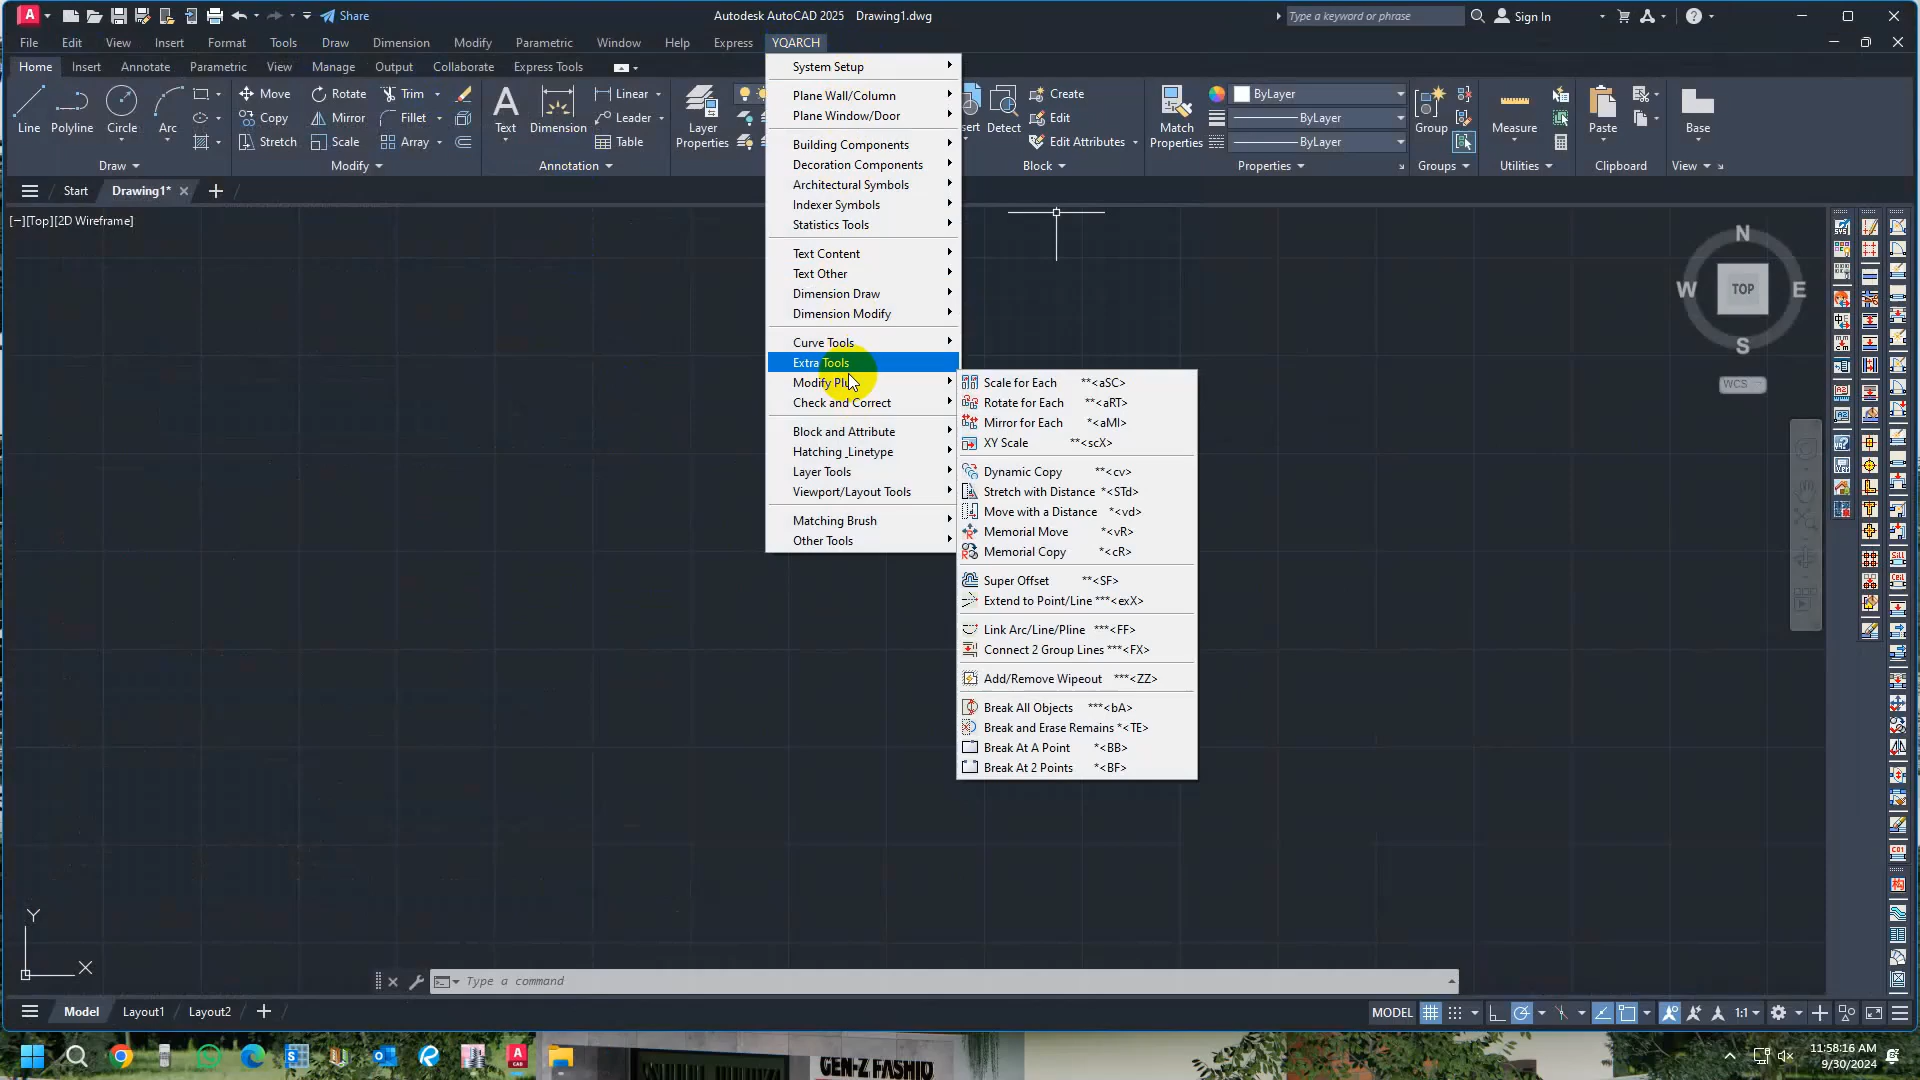 Share
Autodesk AutoCAD 2025 Drawing1.dwg
Type a keyword or phrase
Sign In
File Edit View Insert Format Tools Draw Dimension Modify Parametric Window Help Express YQARCH
Home Insert Annotate Parametric View Manage Output Collaborate Express Tools
Line Polyline Circle Arc
Move Rotate Trim
Copy Mirror Fillet
Stretch Scale Array
Text Dimension
Linear
Leader
Table
Layer
Properties
Detect
Create
Edit
Edit Attributes
Match
Properties
ByLayer
ByLayer
ByLayer
Group
Measure
Paste
Base
Draw Modify Annotation Block Properties Groups Utilities Clipboard View
Start Drawing1* +
[−][Top][2D Wireframe]
System Setup
Plane Wall/Column
Plane Window/Door
Building Components
Decoration Components
Architectural Symbols
Indexer Symbols
Statistics Tools
Text Content
Text Other
Dimension Draw
Dimension Modify
Curve Tools
Extra Tools
Modify Plu
Check and Correct
Block and Attribute
Hatching _Linetype
Layer Tools
Viewport/Layout Tools
Matching Brush
Other Tools
Scale for Each **<aSC>
Rotate for Each **<aRT>
Mirror for Each *<aMI>
XY Scale **<scX>
Dynamic Copy **<cv>
Stretch with Distance *<STd>
Move with a Distance *<vd>
Memorial Move *<vR>
Memorial Copy *<cR>
Super Offset **<SF>
Extend to Point/Line ***<exX>
Link Arc/Line/Pline ***<FF>
Connect 2 Group Lines ***<FX>
Add/Remove Wipeout ***<ZZ>
Break All Objects ***<bA>
Break and Erase Remains *<TE>
Break At A Point *<BB>
Break At 2 Points *<BF>
N
W TOP E
S
WCS
Y
X
Type a command
Model Layout1 Layout2 +
MODEL
1:1
GEN-Z FASHIO
11:58:16 AM
9/30/2024